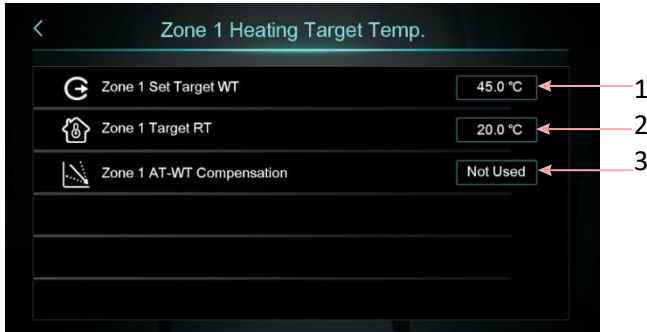 Zone 1 Heating Target Temp.
Zone 1 Set Target WT 45.0 ℃ 1
Zone 1 Target RT 20.0 ℃ 2
Zone 1 AT-WT Compensation Not Used 3